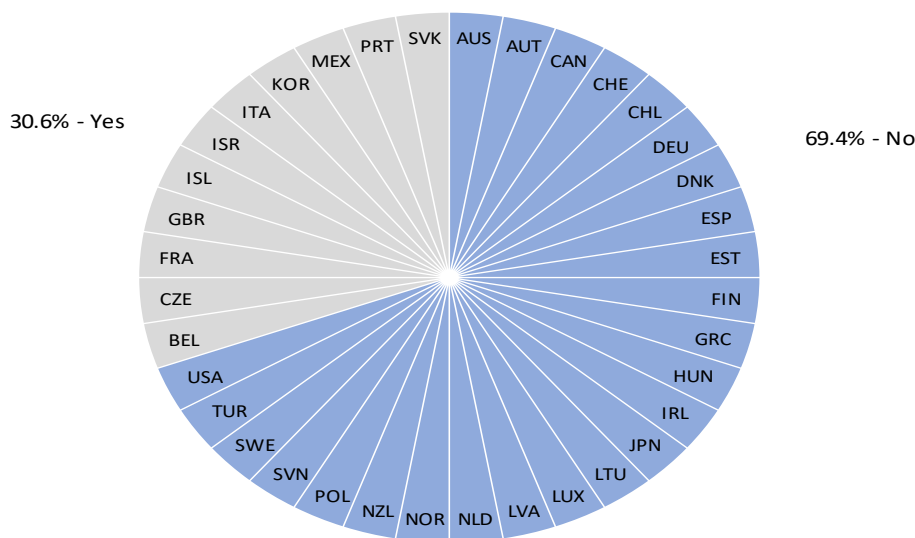 30.6% - Yes
69.4% - No
AUS
AUT
CAN
CHE
CHL
DEU
DNK
ESP
EST
FIN
GRC
HUN
IRL
JPN
LTU
LUX
LVA
NLD
NOR
NZL
POL
SVN
SWE
TUR
USA
BEL
CZE
FRA
GBR
ISL
ISR
ITA
KOR
MEX
PRT
SVK